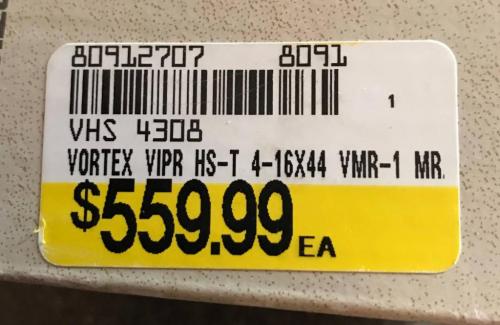 80912707 8091
1
VHS 4308
VORTEX VIPR HS-T 4-16X44 VMR-1 MR.
$559.99 EA